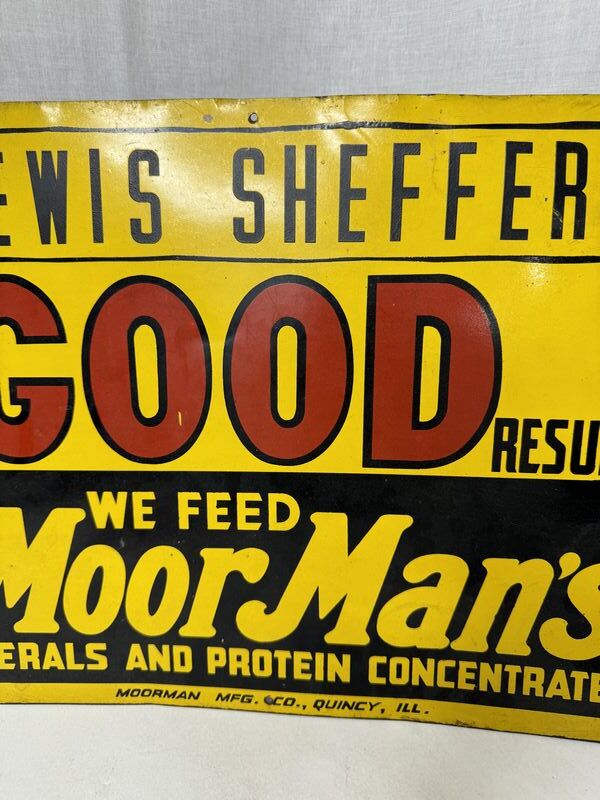 EWIS SHEFFER
GOOD
RESU
WE FEED
MoorMan's
ERALS AND PROTEIN CONCENTRATE
MOORMAN MFG. CO., QUINCY, ILL.